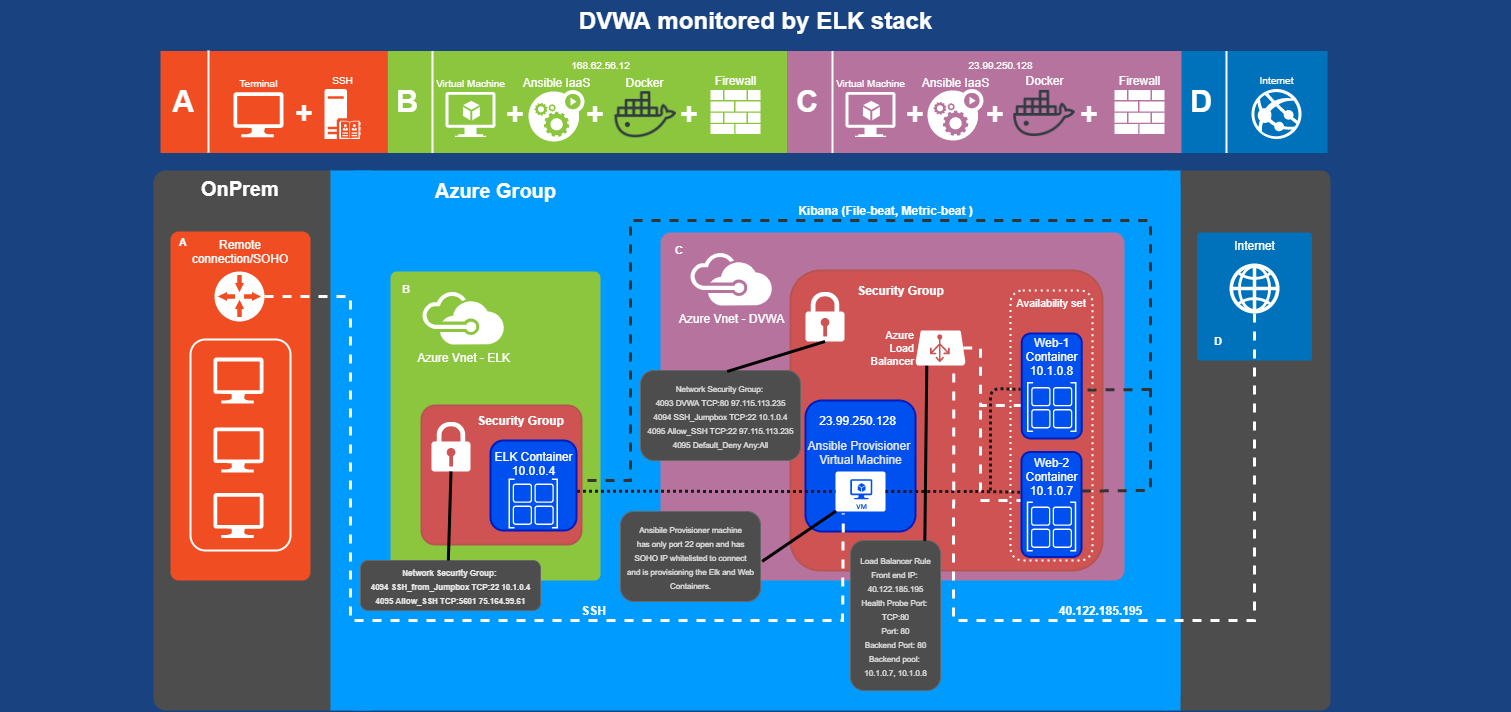 DVWA monitored by ELK stack
A
Terminal
SSH
B
168.62.56.12
Virtual Machine
Ansible IaaS
Docker
Firewall
C
23.99.250.128
Virtual Machine
Ansible IaaS
Docker
Firewall
D
Internet
OnPrem
Azure Group
A
Remote
connection/SOHO
Kibana (File-beat, Metric-beat )
B
Azure Vnet - ELK
Security Group
ELK Container
10.0.0.4
Network Security Group:
4094 SSH_from_Jumpbox TCP:22 10.1.0.4
4095 Allow_SSH TCP:5601 75.164.99.61
C
Azure Vnet - DVWA
Security Group
Azure
Load
Balancer
Availability set
Web-1
Container
10.1.0.8
Web-2
Container
10.1.0.7
Network Security Group:
4093 DVWA TCP:80 97.115.113.235
4094 SSH_Jumpbox TCP:22 10.1.0.4
4095 Allow_SSH TCP:22 97.115.113.235
4095 Default_Deny Any:All
23.99.250.128
Ansible Provisioner
Virtual Machine
VM
Ansibile Provisioner machine
has only port 22 open and has
SOHO IP whitelisted to connect
and is provisioning the Elk and Web
Containers.
Load Balancer Rule
Front end IP:
40.122.185.195
Health Probe Port:
TCP:80
Port: 80
Backend Port: 80
Backend pool:
10.1.0.7, 10.1.0.8
SSH
40.122.185.195
Internet
D